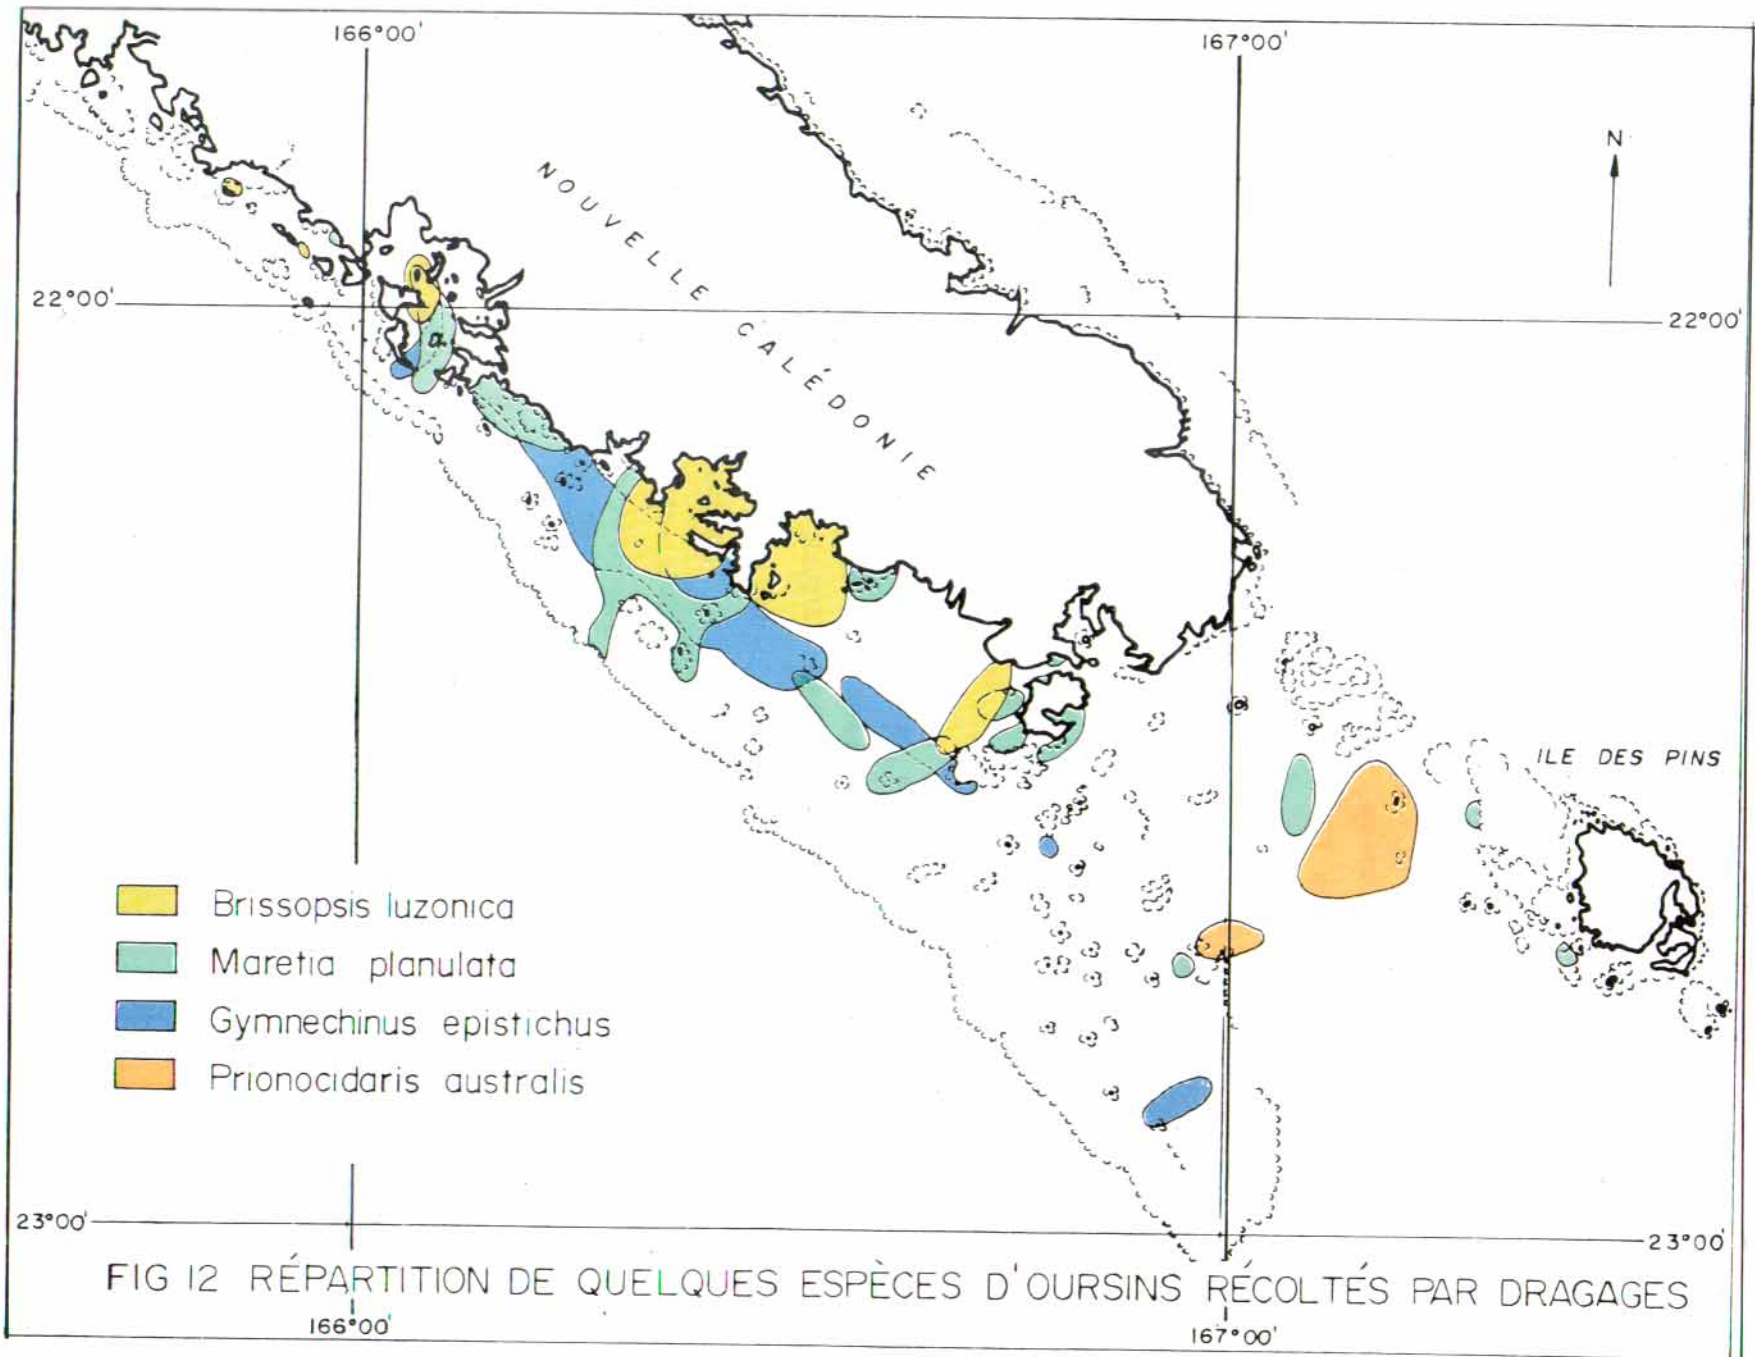 166°00'
167°00'
N
NOUVELLE CALÉDONIE
22°00'
22°00'
ILE DES PINS
Brissopsis luzonica
Maretia planulata
Gymnechinus epistichus
Prionocidaris australis
23°00'
23°00'
FIG 12 RÉPARTITION DE QUELQUES ESPÈCES D'OURSINS RÉCOLTÉS PAR DRAGAGES
166°00'
167°00'